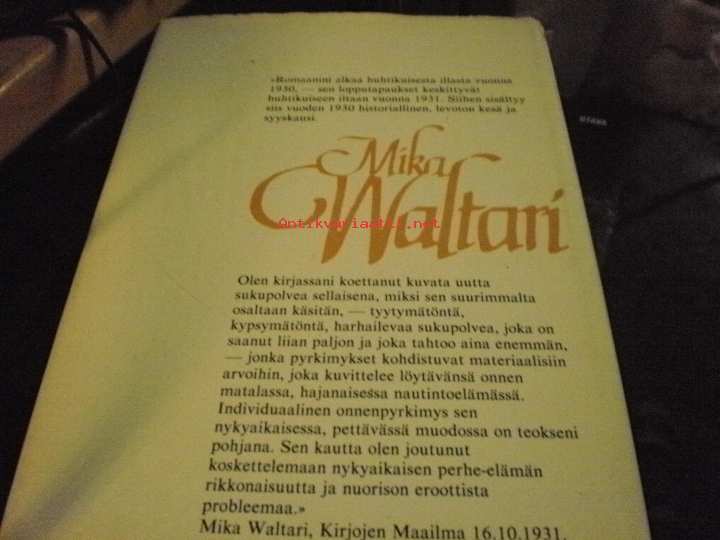 »Romaanini alkaa huhtikuisesta illasta vuonna
1930, — sen lopputapaukset keskittyvät
huhtikuiseen iltaan vuonna 1931. Siihen sisältyy
siis vuoden 1930 historiallinen, levoton kesä ja
syyskausi.
Mika
Waltari
Antikvariaatti.net
Olen kirjassani koettanut kuvata uutta
sukupolvea sellaisena, miksi sen suurimmalta
osaltaan käsitän, — tyytymätöntä,
kypsymätöntä, harhailevaa sukupolvea, joka on
saanut liian paljon ja joka tahtoo aina enemmän,
— jonka pyrkimykset kohdistuvat materiaalisiin
arvoihin, joka kuvittelee löytävänsä onnen
matalassa, hajanaisessa nautintoelämässä.
Individuaalinen onnenpyrkimys sen
nykyaikaisessa, pettävässä muodossa on teokseni
pohjana. Sen kautta olen joutunut
koskettelemaan nykyaikaisen perhe-elämän
rikkonaisuutta ja nuorison eroottista
probleemaa.»
Mika Waltari, Kirjojen Maailma 16.10.1931.
OTAVA